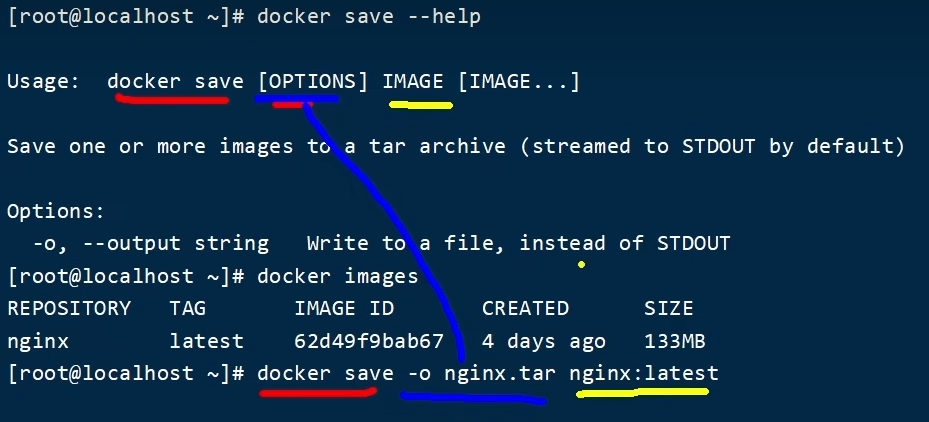 [root@localhost ~]# docker save --help
Usage:  docker save [OPTIONS] IMAGE [IMAGE...]
Save one or more images to a tar archive (streamed to STDOUT by default)
Options:
  -o, --output string   Write to a file, instead of STDOUT
[root@localhost ~]# docker images
REPOSITORY   TAG       IMAGE ID       CREATED      SIZE
nginx        latest    62d49f9bab67   4 days ago   133MB
[root@localhost ~]# docker save -o nginx.tar nginx:latest